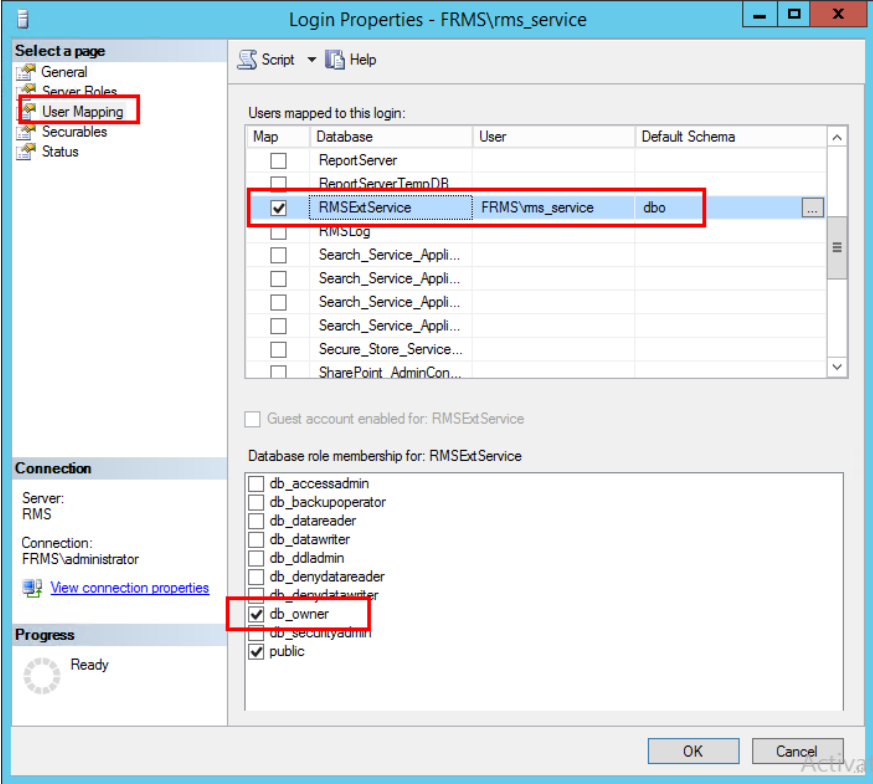 Login Properties - FRMS\rms_service
Select a page
General
Server Roles
User Mapping
Securables
Status
Script Help
Users mapped to this login:
Map Database User Default Schema
ReportServer
ReportServerTempDB
RMSExtService FRMS\rms_service dbo ...
RMSLog
Search_Service_Appli...
Search_Service_Appli...
Search_Service_Appli...
Search_Service_Appli...
Secure_Store_Service...
SharePoint_AdminCon...
Guest account enabled for: RMSExtService
Database role membership for: RMSExtService
db_accessadmin
db_backupoperator
db_datareader
db_datawriter
db_ddladmin
db_denydatareader
db_denydatawriter
db_owner
db_securityadmin
public
Connection
Server:
RMS
Connection:
FRMS\administrator
View connection properties
Progress
Ready
OK Cancel
Activa